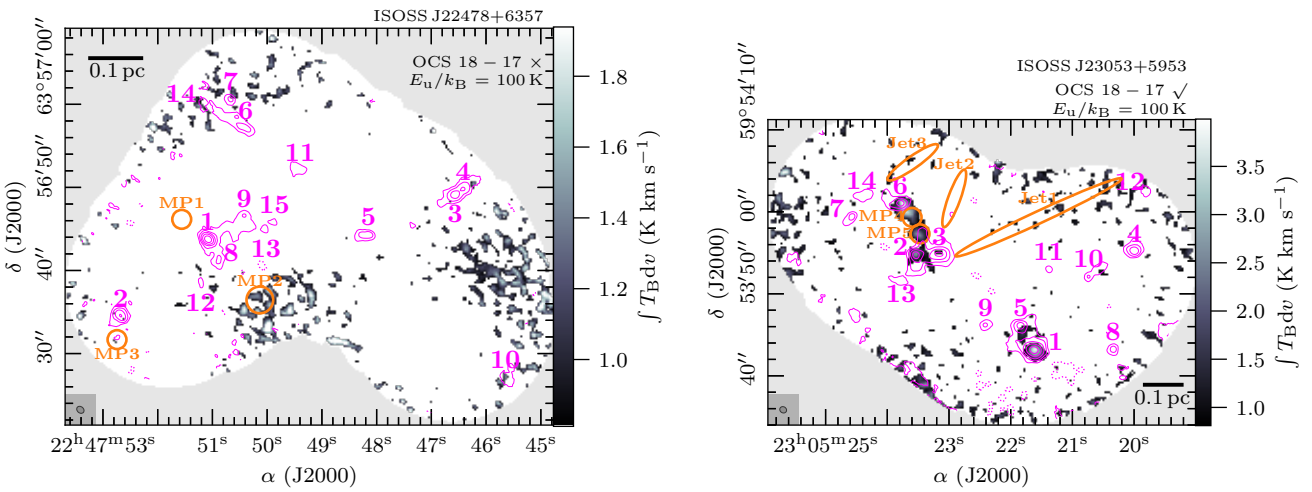 ISOSS J22478+6357
OCS 18 − 17 ×
E_u/k_B = 100 K
0.1 pc
63°57′00″
56′50″
40″
30″
δ (J2000)
14
7
6
11
4
3
9
15
MP1
1
5
8
13
MP2
2
12
MP3
10
22ʰ47ᵐ53ˢ
51ˢ
50ˢ
49ˢ
48ˢ
46ˢ
45ˢ
α (J2000)
1.8
1.6
1.4
1.2
1.0
∫ T_B dv (K km s⁻¹)
ISOSS J23053+5953
OCS 18 − 17 ✓
E_u/k_B = 100 K
59°54′10″
00″
53′50″
40″
δ (J2000)
Jet3
Jet2
14
6
12
Jet1
7
2
3
4
11
10
13
9
5
1
8
0.1 pc
23ʰ05ᵐ25ˢ
23ˢ
22ˢ
21ˢ
20ˢ
α (J2000)
3.5
3.0
2.5
2.0
1.5
1.0
∫ T_B dv (K km s⁻¹)